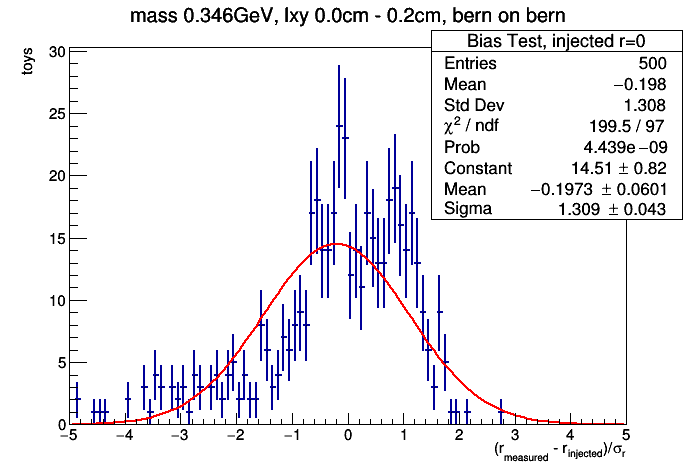 mass 0.346GeV, lxy 0.0cm - 0.2cm, bern on bern
Bias Test, injected r=0
Entries 500
Mean −0.198
Std Dev 1.308
χ² / ndf 199.5 / 97
Prob 4.439e−09
Constant 14.51 ± 0.82
Mean −0.1973 ± 0.0601
Sigma 1.309 ± 0.043
toys
30
25
20
15
10
5
0
−5 −4 −3 −2 −1 0 1 2 3 4 5
(r_measured - r_injected)/σ_r